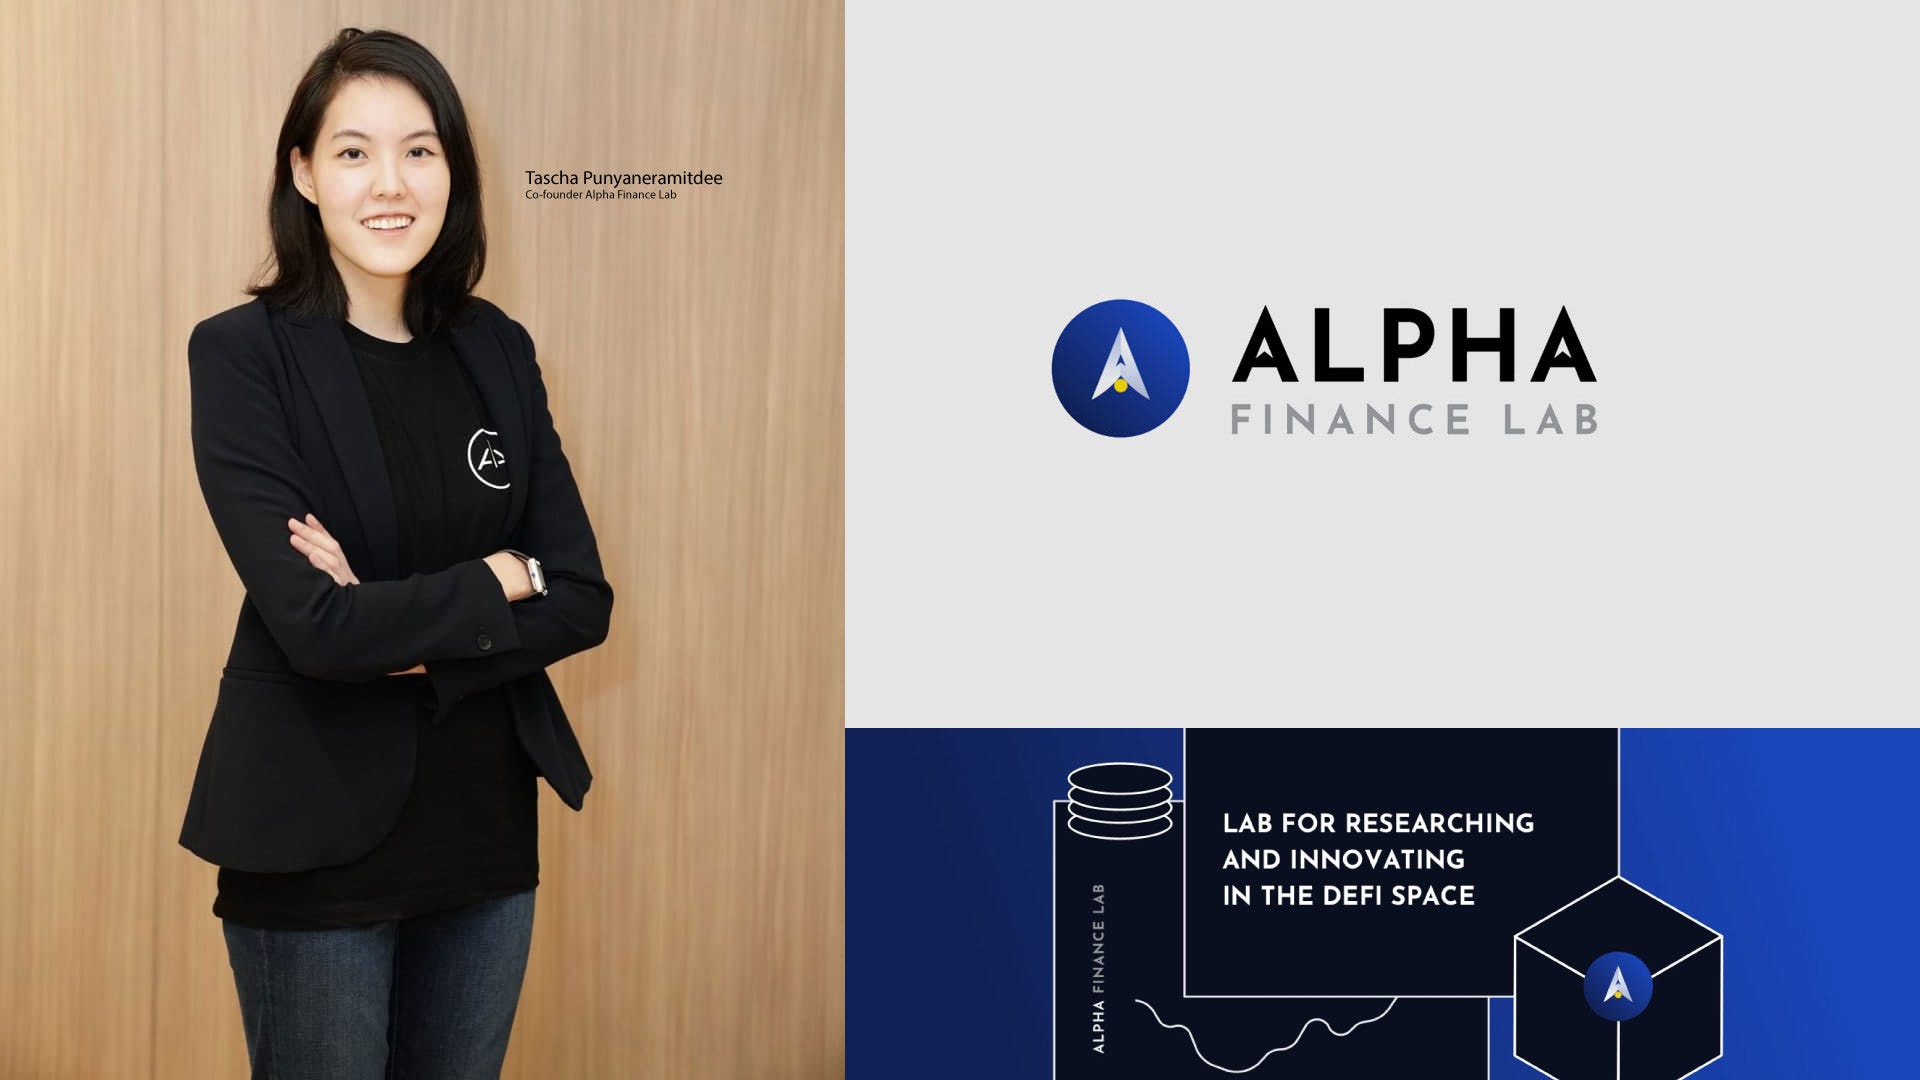 Tascha Punyaneramitdee
Co-founder Alpha Finance Lab
ALPHA
FINANCE LAB
LAB FOR RESEARCHING
AND INNOVATING
IN THE DEFI SPACE
ALPHA FINANCE LAB